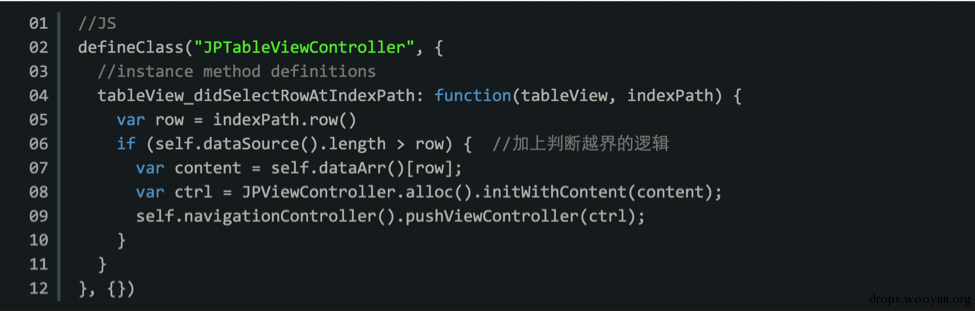 01 //JS
02 defineClass("JPTableViewController", {
03   //instance method definitions
04   tableView_didSelectRowAtIndexPath: function(tableView, indexPath) {
05     var row = indexPath.row()
06     if (self.dataSource().length > row) {  //加上判断越界的逻辑
07       var content = self.dataArr()[row];
08       var ctrl = JPViewController.alloc().initWithContent(content);
09       self.navigationController().pushViewController(ctrl);
10     }
11   }
12 }, {})
drops.wooyun.org